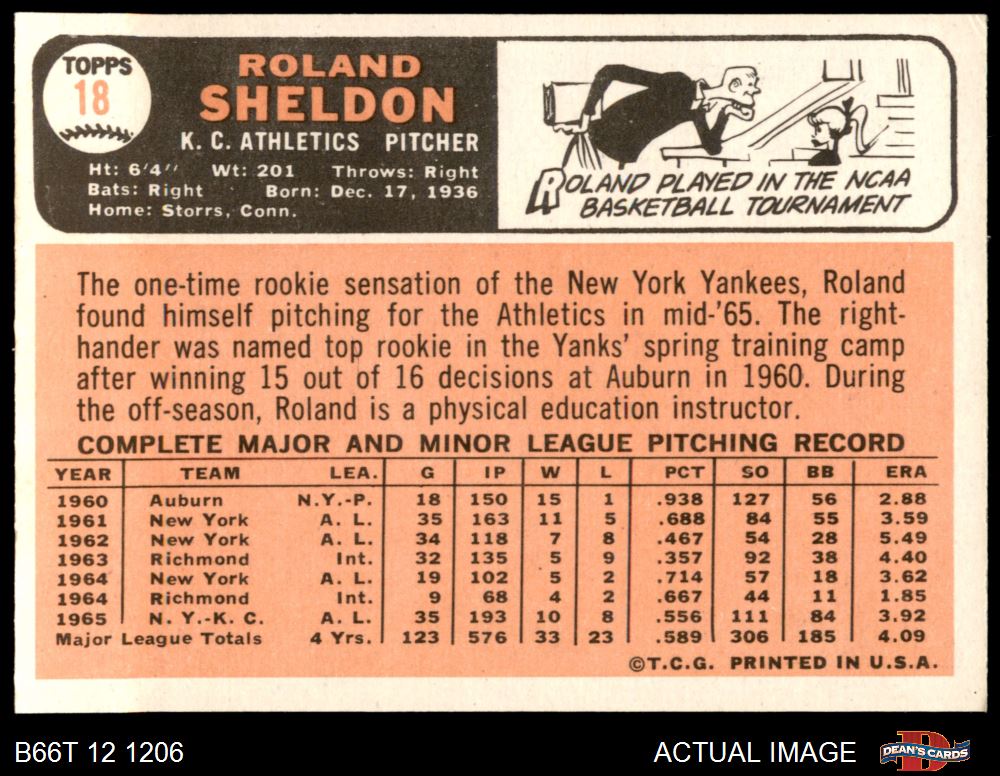 TOPPS
18
ROLAND
SHELDON
K. C. ATHLETICS PITCHER
Ht: 6'4" Wt: 201 Throws: Right
Bats: Right Born: Dec. 17, 1936
Home: Storrs, Conn.
ROLAND PLAYED IN THE NCAA
BASKETBALL TOURNAMENT
The one-time rookie sensation of the New York Yankees, Roland
found himself pitching for the Athletics in mid-'65. The right-
hander was named top rookie in the Yanks' spring training camp
after winning 15 out of 16 decisions at Auburn in 1960. During
the off-season, Roland is a physical education instructor.
COMPLETE MAJOR AND MINOR LEAGUE PITCHING RECORD
YEAR TEAM LEA. G IP W L PCT SO BB ERA
1960 Auburn N.Y.-P. 18 150 15 1 .938 127 56 2.88
1961 New York A. L. 35 163 11 5 .688 84 55 3.59
1962 New York A. L. 34 118 7 8 .467 54 28 5.49
1963 Richmond Int. 32 135 5 9 .357 92 38 4.40
1964 New York A. L. 19 102 5 2 .714 57 18 3.62
1964 Richmond Int. 9 68 4 2 .667 44 11 1.85
1965 N. Y.-K. C. A. L. 35 193 10 8 .556 111 84 3.92
Major League Totals 4 Yrs. 123 576 33 23 .589 306 185 4.09
©T.C.G. PRINTED IN U.S.A.
B66T 12 1206
ACTUAL IMAGE
DEAN'S CARDS